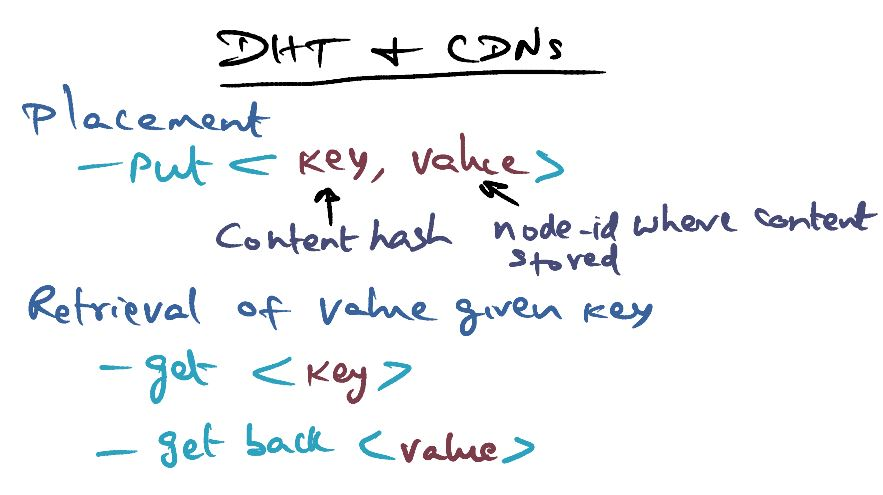 DHT + CDNs
Placement
- Put < key, value >
Content hash
node-id where content
stored
Retrieval of value given key
- get < key >
- get back < value >